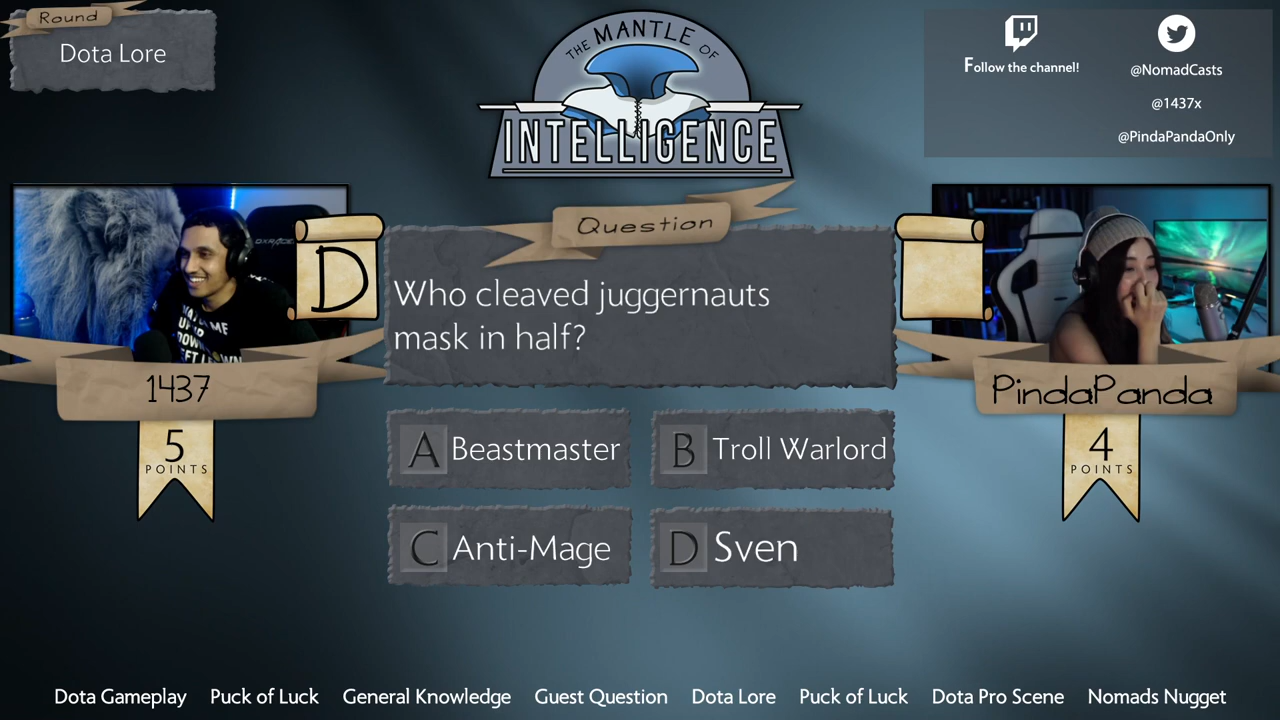 Round
Dota Lore
THE MANTLE OF
INTELLIGENCE
Follow the channel!
@NomadCasts
@1437x
@PindaPandaOnly
Question
Who cleaved juggernauts
mask in half?
D
1437
5
POINTS
PindaPanda
4
POINTS
A Beastmaster
B Troll Warlord
C Anti-Mage
D Sven
Dota Gameplay Puck of Luck General Knowledge Guest Question Dota Lore Puck of Luck Dota Pro Scene Nomads Nugget